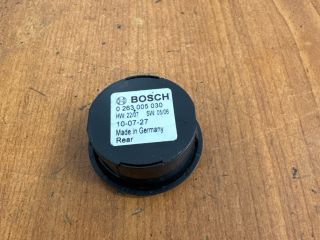 BOSCH
0 263 005 030
HW 22/07 SW 05/06
10-07-27
Made in Germany
Rear